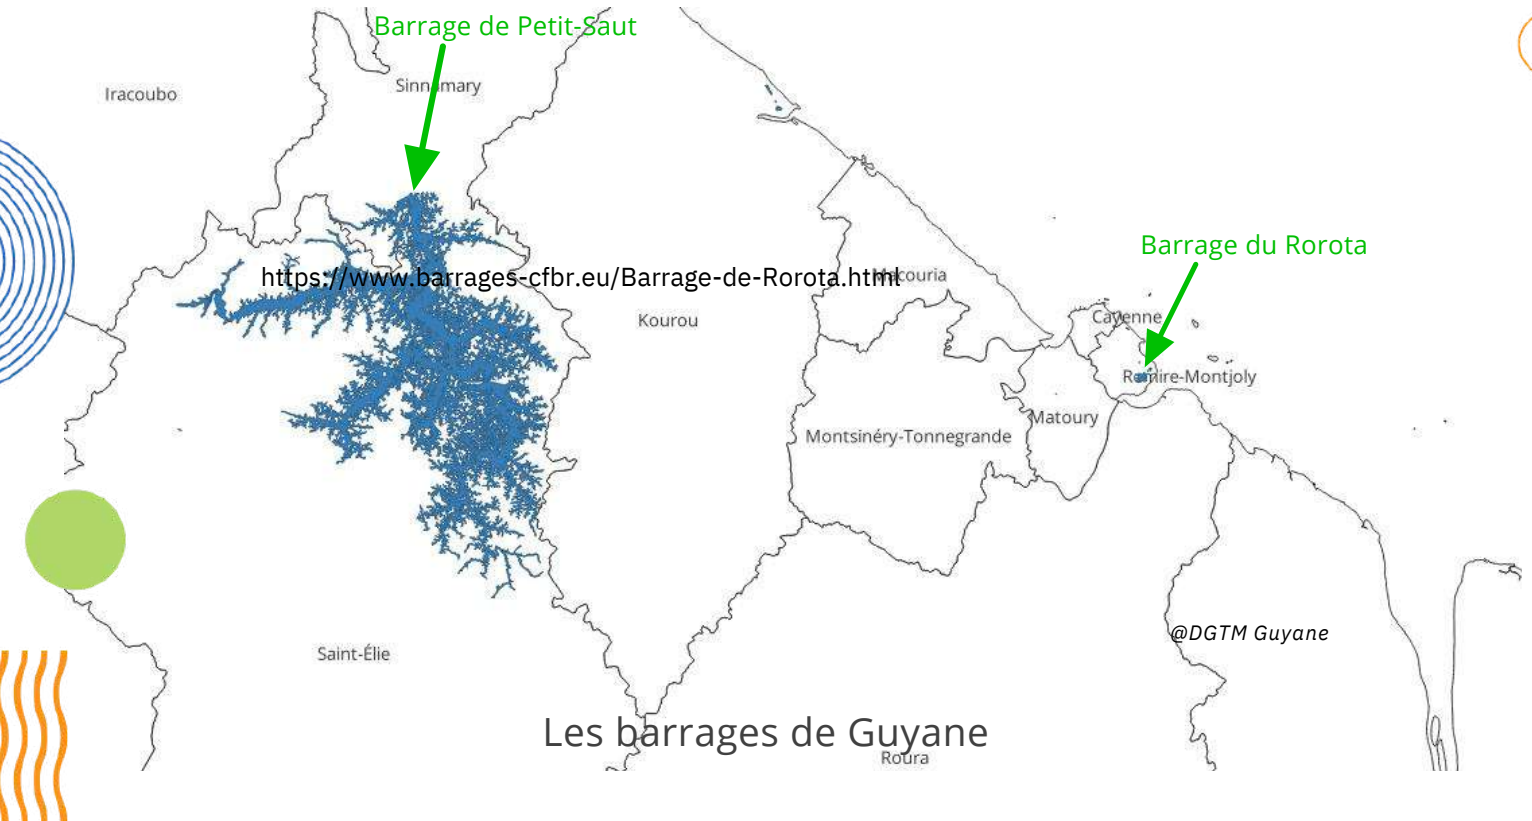 Barrage de Petit-Saut
Sinnamary
Iracoubo
Barrage du Rorota
https://www.barrages-cfbr.eu/Barrage-de-Rorota.html
Macouria
Kourou
Cayenne
Remire-Montjoly
Matoury
Montsinéry-Tonnegrande
@DGTM Guyane
Saint-Élie
Les barrages de Guyane
Roura